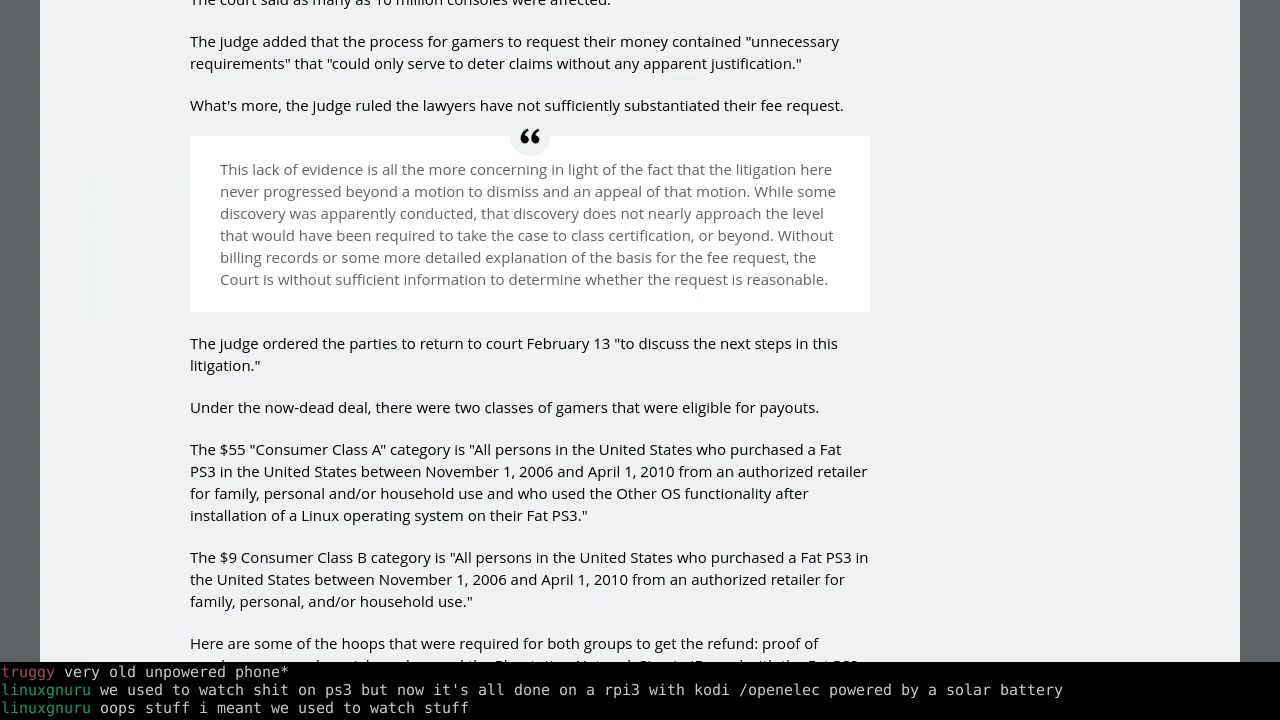 The court said as many as 10 million consoles were affected.
The judge added that the process for gamers to request their money contained "unnecessary
requirements" that "could only serve to deter claims without any apparent justification."
What's more, the judge ruled the lawyers have not sufficiently substantiated their fee request.
“
This lack of evidence is all the more concerning in light of the fact that the litigation here
never progressed beyond a motion to dismiss and an appeal of that motion. While some
discovery was apparently conducted, that discovery does not nearly approach the level
that would have been required to take the case to class certification, or beyond. Without
billing records or some more detailed explanation of the basis for the fee request, the
Court is without sufficient information to determine whether the request is reasonable.
The judge ordered the parties to return to court February 13 "to discuss the next steps in this
litigation."
Under the now-dead deal, there were two classes of gamers that were eligible for payouts.
The $55 "Consumer Class A" category is "All persons in the United States who purchased a Fat
PS3 in the United States between November 1, 2006 and April 1, 2010 from an authorized retailer
for family, personal and/or household use and who used the Other OS functionality after
installation of a Linux operating system on their Fat PS3."
The $9 Consumer Class B category is "All persons in the United States who purchased a Fat PS3 in
the United States between November 1, 2006 and April 1, 2010 from an authorized retailer for
family, personal, and/or household use."
Here are some of the hoops that were required for both groups to get the refund: proof of
truggy very old unpowered phone*
linuxgnuru we used to watch shit on ps3 but now it's all done on a rpi3 with kodi /openelec powered by a solar battery
linuxgnuru oops stuff i meant we used to watch stuff